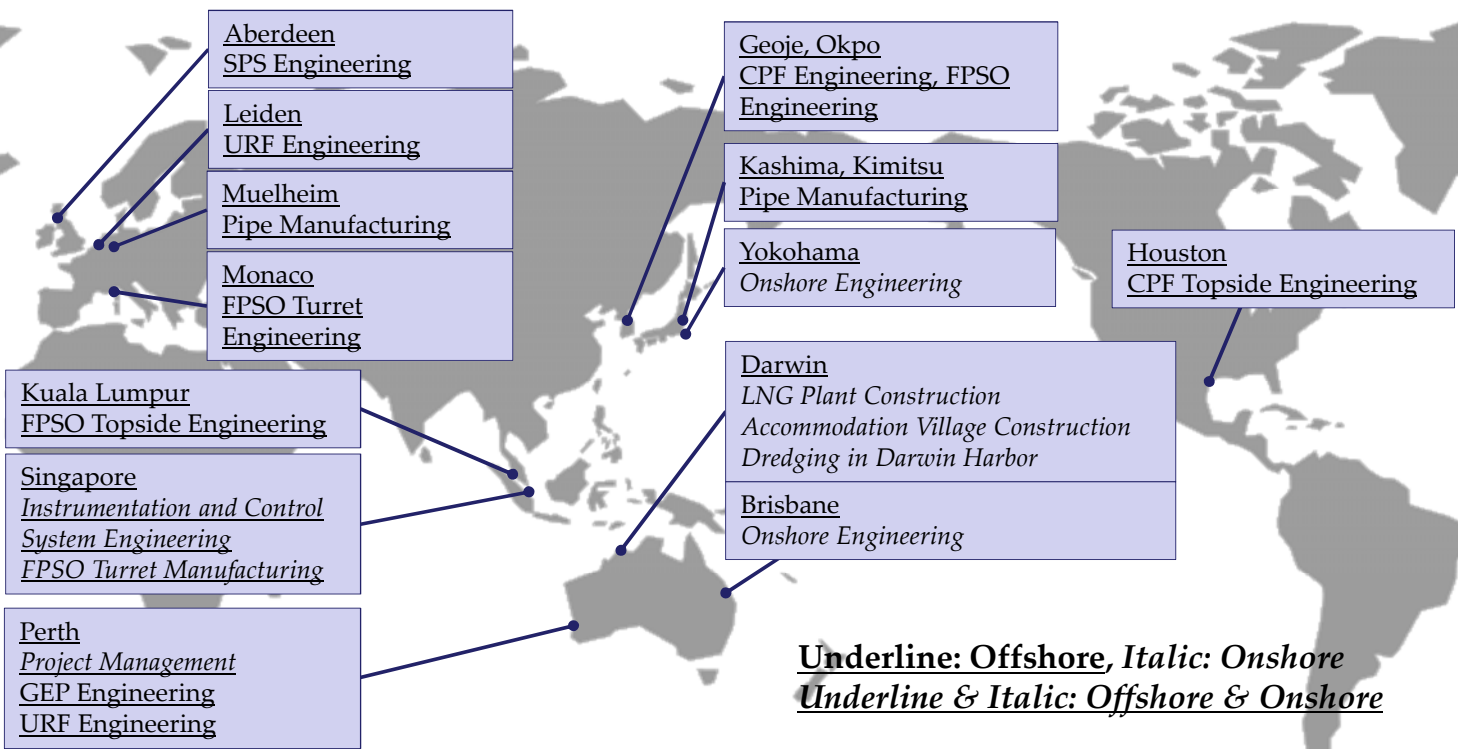 Aberdeen
SPS Engineering
Leiden
URF Engineering
Muelheim
Pipe Manufacturing
Monaco
FPSO Turret
Engineering
Kuala Lumpur
FPSO Topside Engineering
Singapore
Instrumentation and Control
System Engineering
FPSO Turret Manufacturing
Perth
Project Management
GEP Engineering
URF Engineering
Geoje, Okpo
CPF Engineering, FPSO
Engineering
Kashima, Kimitsu
Pipe Manufacturing
Yokohama
Onshore Engineering
Houston
CPF Topside Engineering
Darwin
LNG Plant Construction
Accommodation Village Construction
Dredging in Darwin Harbor
Brisbane
Onshore Engineering
Underline: Offshore, Italic: Onshore
Underline & Italic: Offshore & Onshore